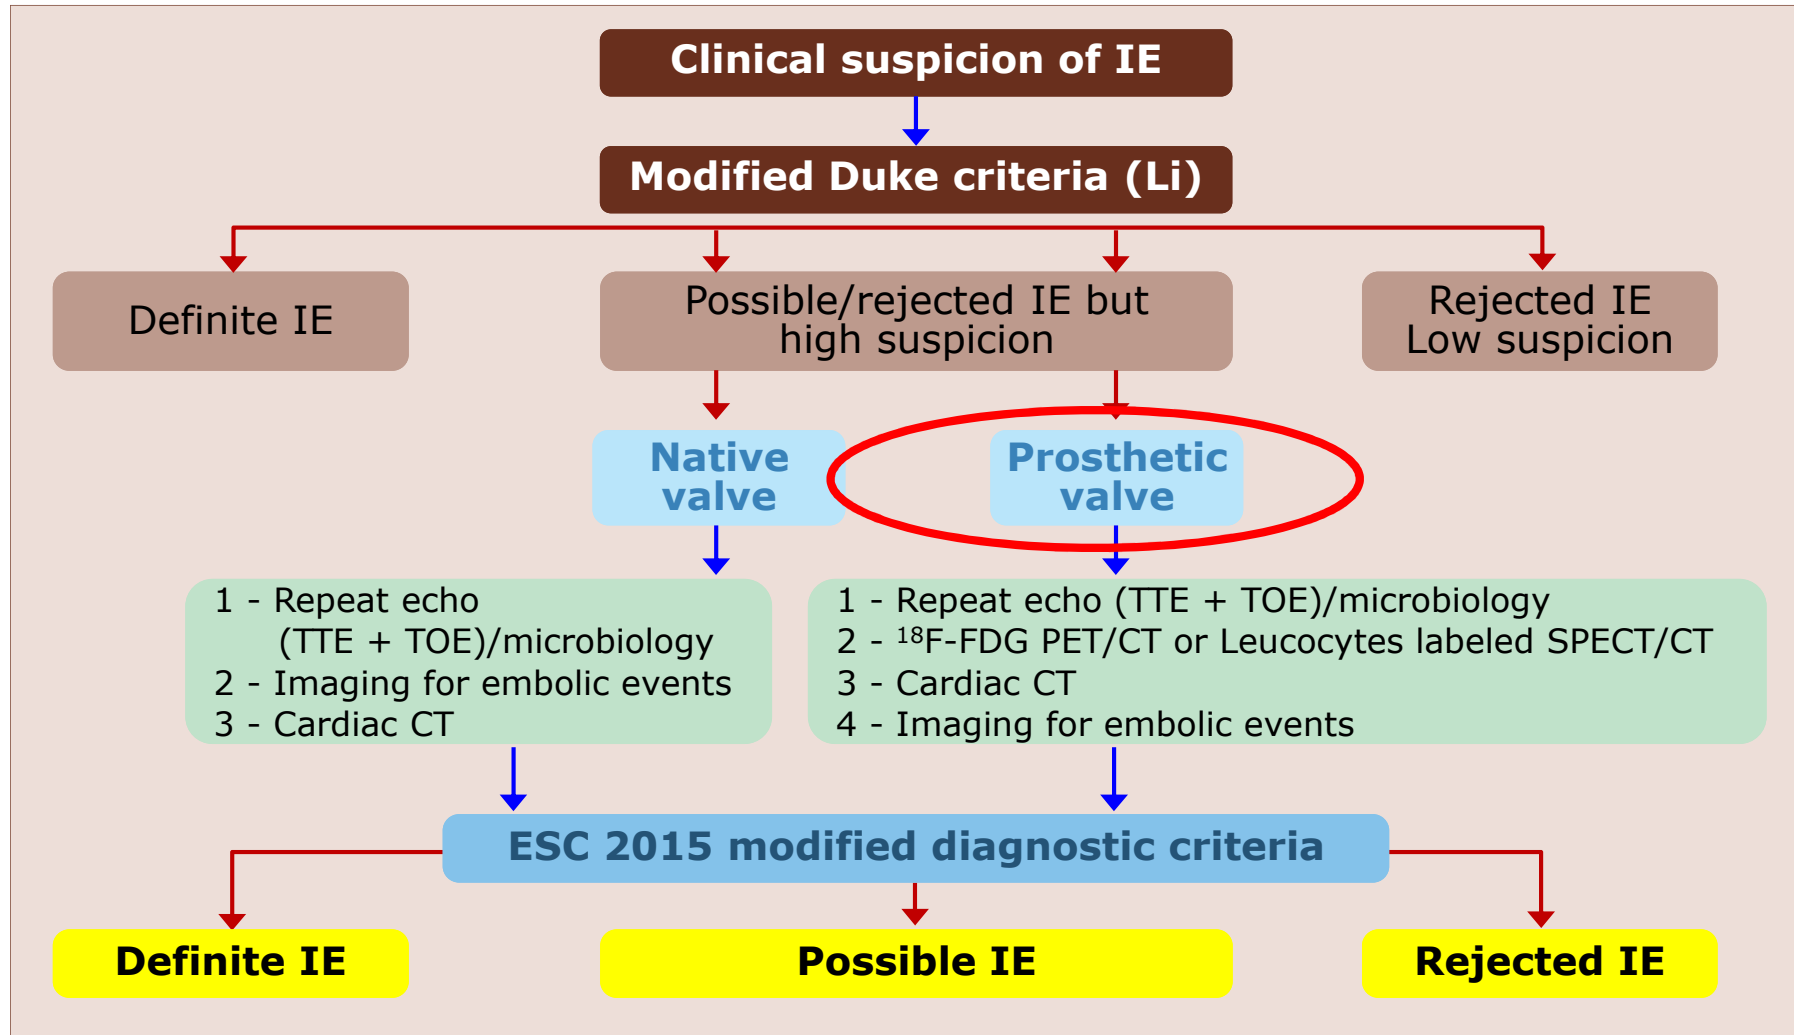 Clinical suspicion of IE
Modified Duke criteria (Li)
Definite IE
Possible/rejected IE but
high suspicion
Rejected IE
Low suspicion
Native
valve
Prosthetic
valve
1 - Repeat echo
(TTE + TOE)/microbiology
2 - Imaging for embolic events
3 - Cardiac CT
1 - Repeat echo (TTE + TOE)/microbiology
2 - ¹⁸F-FDG PET/CT or Leucocytes labeled SPECT/CT
3 - Cardiac CT
4 - Imaging for embolic events
ESC 2015 modified diagnostic criteria
Definite IE
Possible IE
Rejected IE